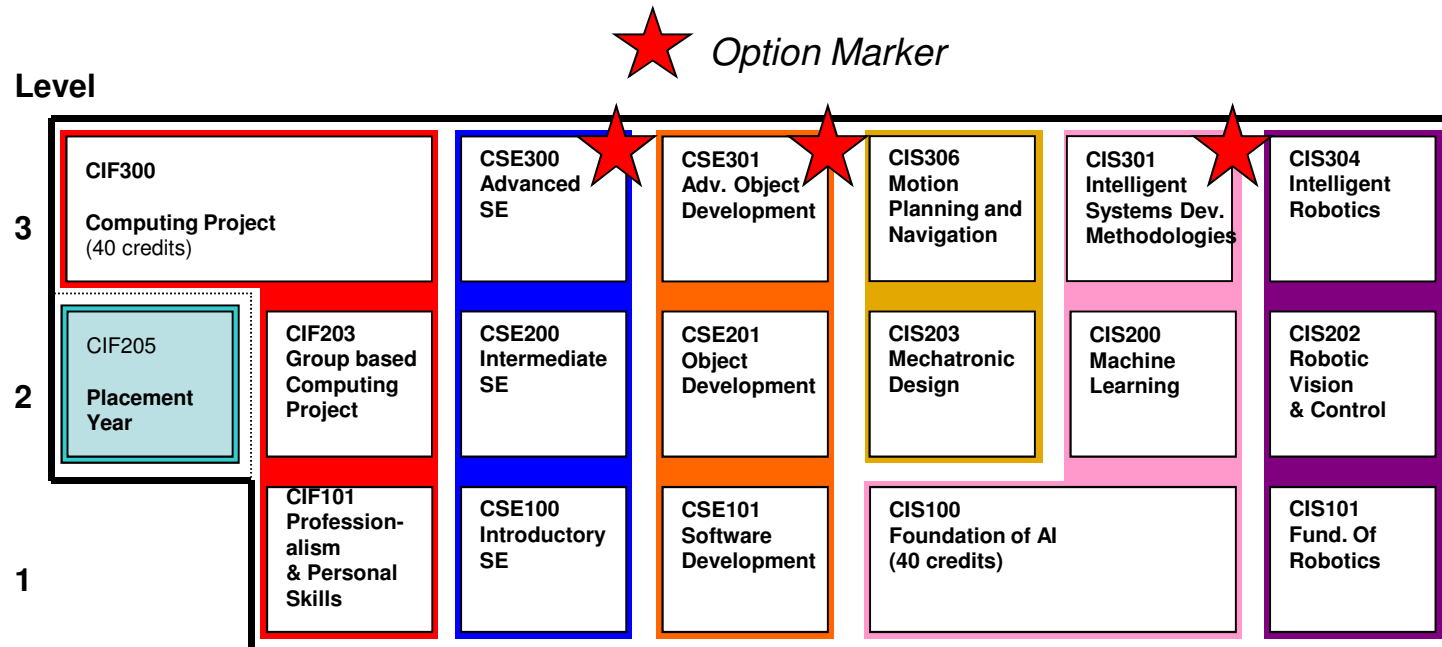 Option Marker
Level
3
CIF300
Computing Project
(40 credits)
CSE300
Advanced
SE
CSE301
Adv. Object
Development
CIS306
Motion
Planning and
Navigation
CIS301
Intelligent
Systems Dev.
Methodologies
CIS304
Intelligent
Robotics
2
CIF205
Placement
Year
CIF203
Group based
Computing
Project
CSE200
Intermediate
SE
CSE201
Object
Development
CIS203
Mechatronic
Design
CIS200
Machine
Learning
CIS202
Robotic
Vision
& Control
1
CIF101
Profession-
alism
& Personal
Skills
CSE100
Introductory
SE
CSE101
Software
Development
CIS100
Foundation of AI
(40 credits)
CIS101
Fund. Of
Robotics